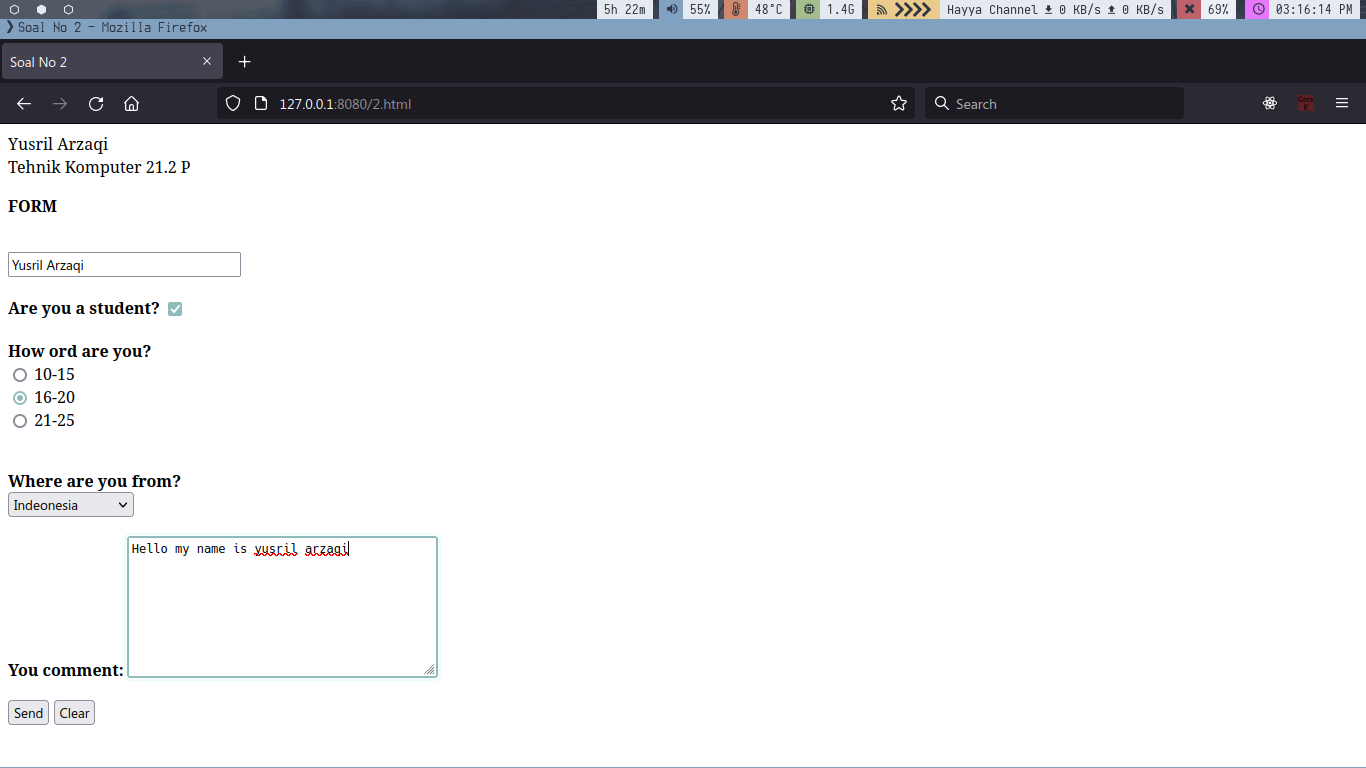 5h 22m 55% 48°C 1.4G Hayya Channel 0 KB/s 0 KB/s 69% 03:16:14 PM
❯ Soal No 2 - Mozilla Firefox
Soal No 2
127.0.0.1:8080/2.html
Search
Cors
E
Yusril Arzaqi
Tehnik Komputer 21.2 P
FORM
Yusril Arzaqi
Are you a student?
How ord are you?
10-15
16-20
21-25
Where are you from?
Indeonesia
Hello my name is yusril arzaqi
You comment:
Send Clear